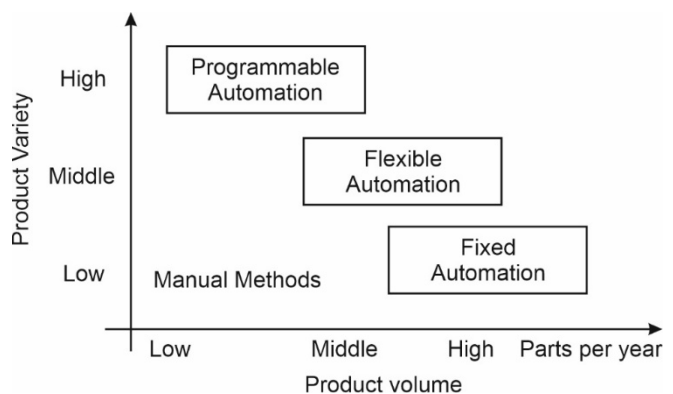 Product Variety
High
Programmable
Automation
Middle
Flexible
Automation
Low
Manual Methods
Fixed
Automation
Low Middle High Parts per year
Product volume